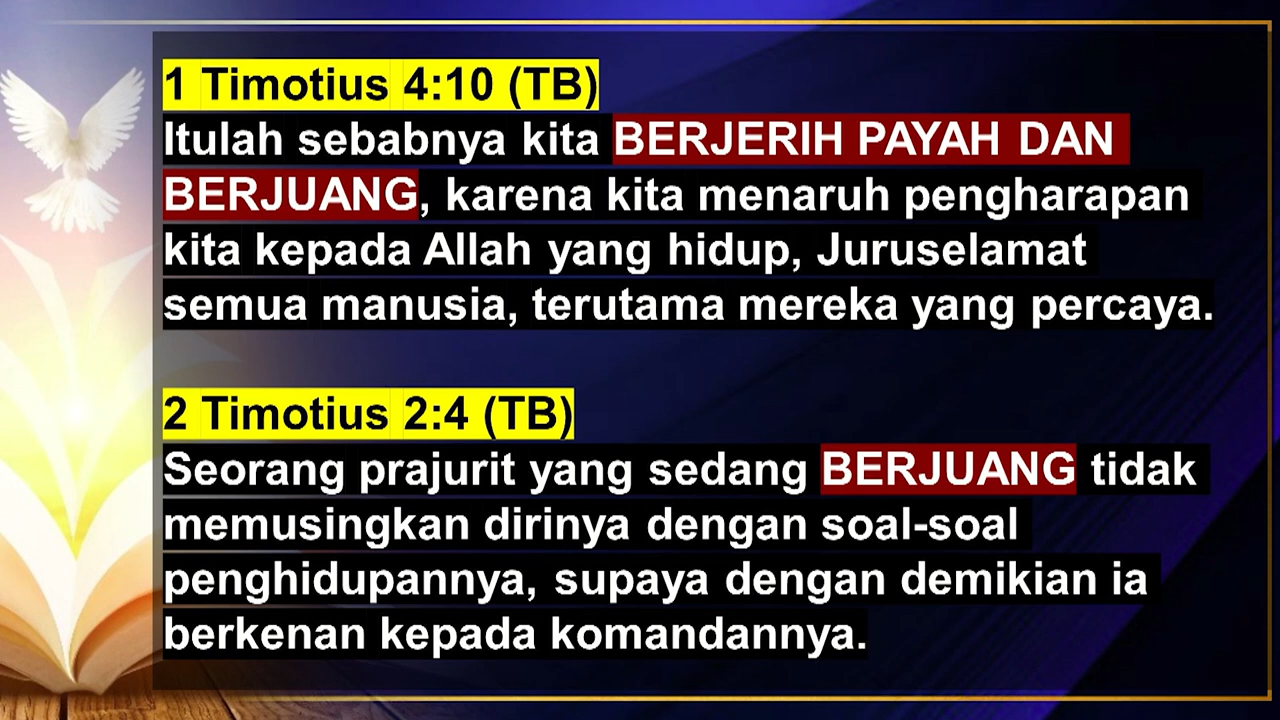 1 Timotius 4:10 (TB)
Itulah sebabnya kita BERJERIH PAYAH DAN
BERJUANG, karena kita menaruh pengharapan
kita kepada Allah yang hidup, Juruselamat
semua manusia, terutama mereka yang percaya.
2 Timotius 2:4 (TB)
Seorang prajurit yang sedang BERJUANG tidak
memusingkan dirinya dengan soal-soal
penghidupannya, supaya dengan demikian ia
berkenan kepada komandannya.